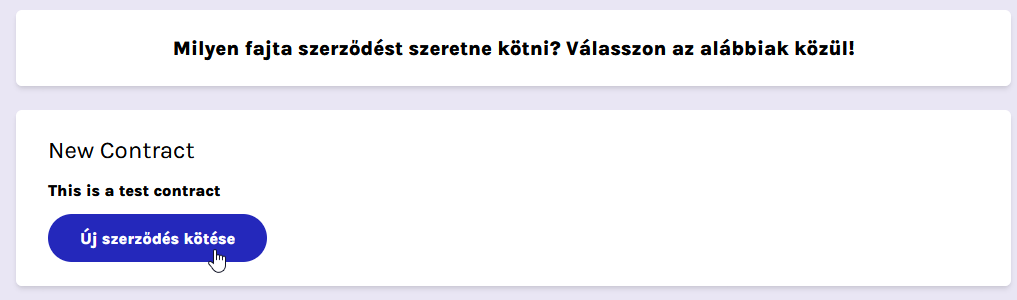 Milyen fajta szerződést szeretne kötni? Válasszon az alábbiak közül!
New Contract
This is a test contract
Új szerződés kötése